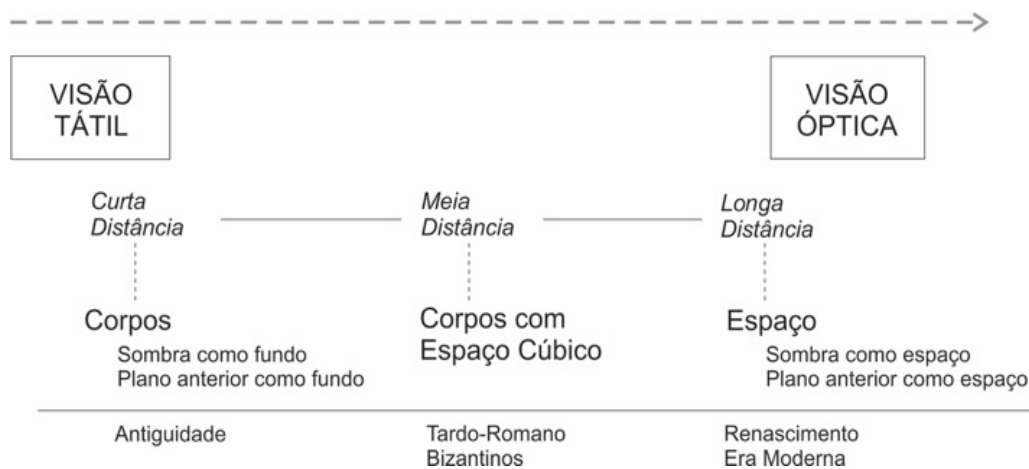 VISÃO
TÁTIL
VISÃO
ÓPTICA
Curta
Distância
Meia
Distância
Longa
Distância
Corpos
Sombra como fundo
Plano anterior como fundo
Corpos com
Espaço Cúbico
Espaço
Sombra como espaço
Plano anterior como espaço
Antiguidade
Tardo-Romano
Bizantinos
Renascimento
Era Moderna